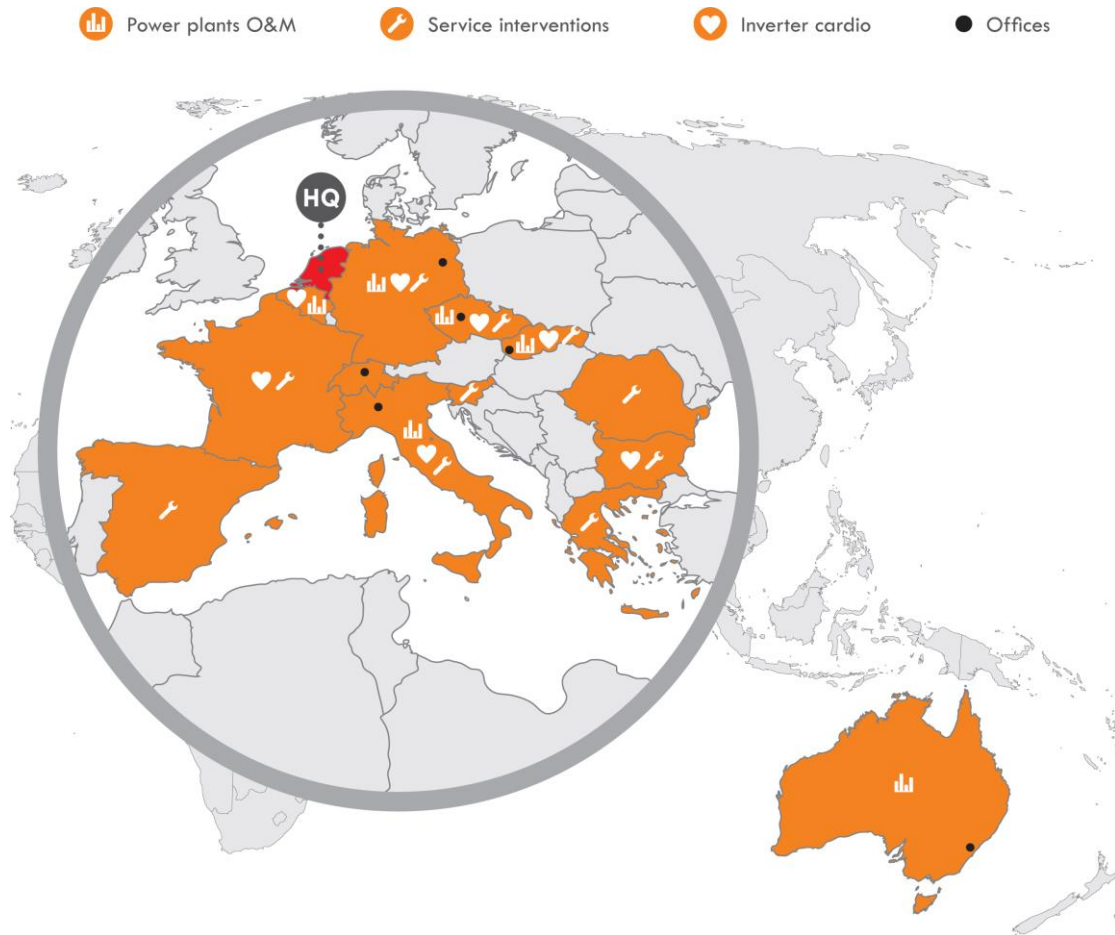 Power plants O&M
Service interventions
Inverter cardio
Offices
HQ